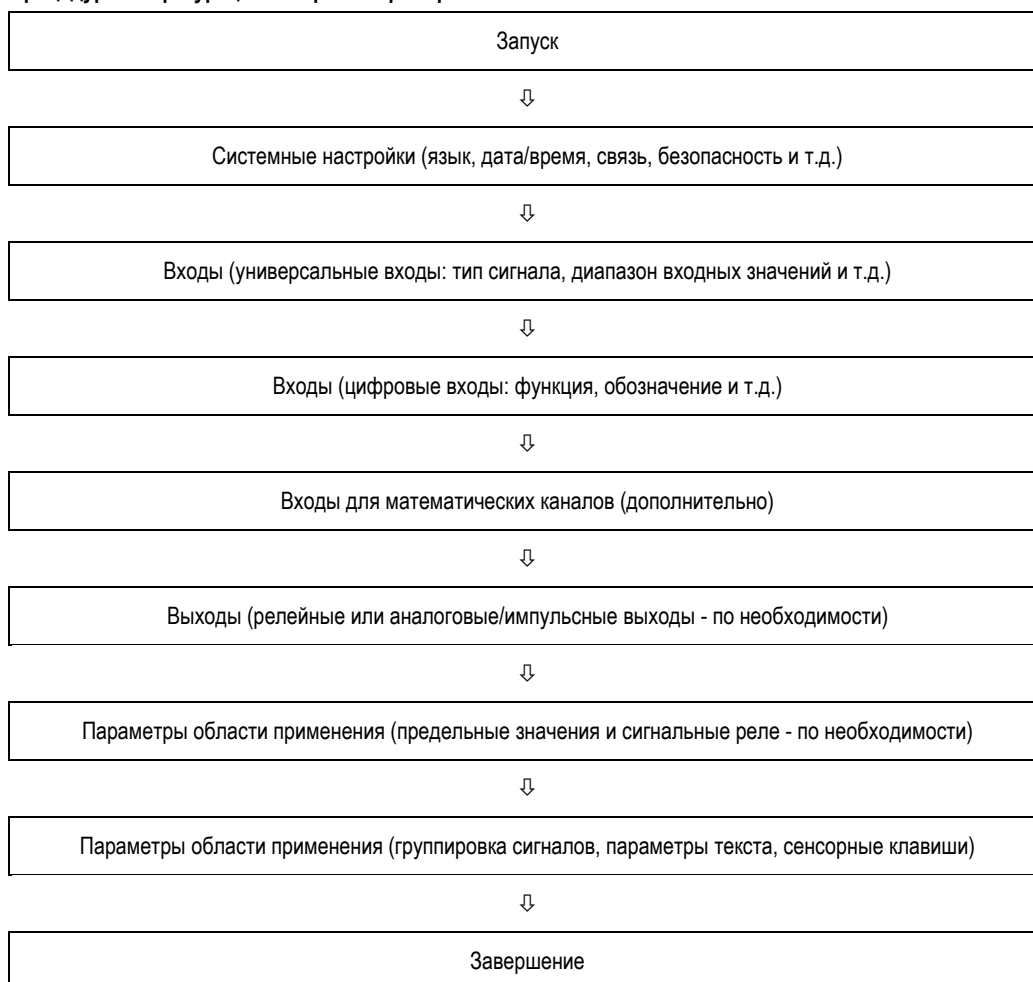 Запуск
⇩
Системные настройки (язык, дата/время, связь, безопасность и т.д.)
⇩
Входы (универсальные входы: тип сигнала, диапазон входных значений и т.д.)
⇩
Входы (цифровые входы: функция, обозначение и т.д.)
⇩
Входы для математических каналов (дополнительно)
⇩
Выходы (релейные или аналоговые/импульсные выходы - по необходимости)
⇩
Параметры области применения (предельные значения и сигнальные реле - по необходимости)
⇩
Параметры области применения (группировка сигналов, параметры текста, сенсорные клавиши)
⇩
Завершение